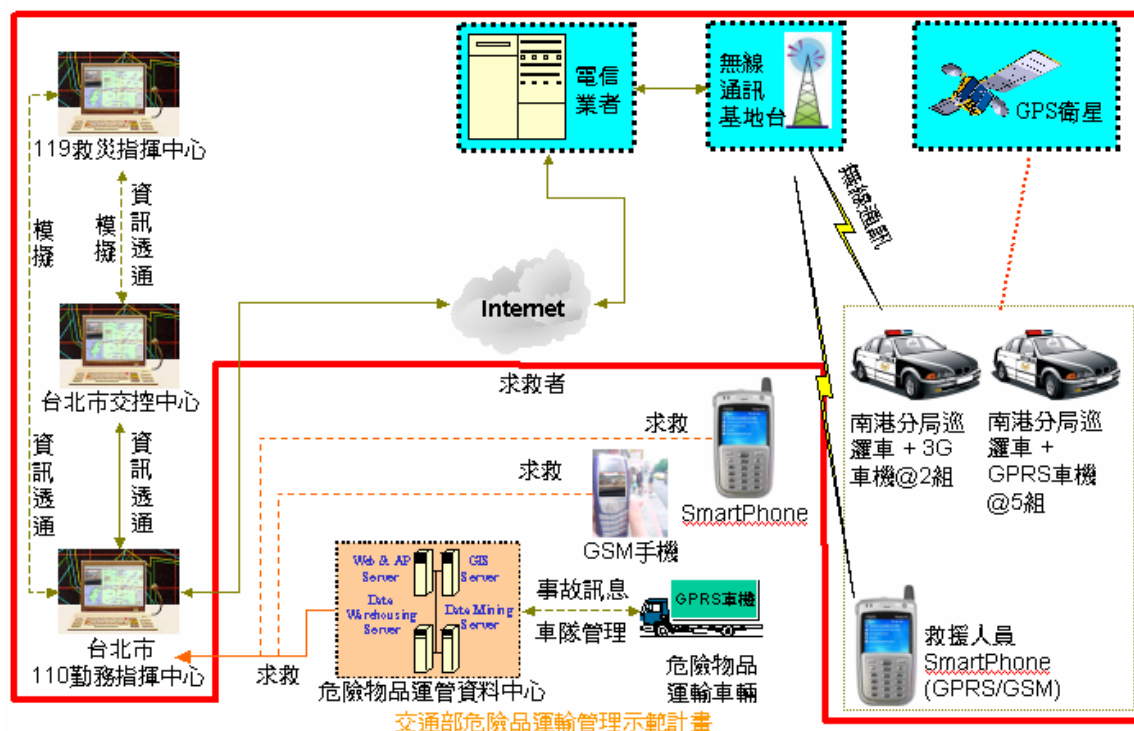 電信
業者
無線
通訊
基地台
GPS衛星
119救災指揮中心
模
擬
模
擬
資
訊
透
通
無線通訊
Internet
台北市交控中心
求救者
資
訊
透
通
資
訊
透
通
求救
求救
SmartPhone
GSM手機
南港分局巡
邏車 + 3G
車機@2組
南港分局巡
邏車 +
GPRS車機
@5組
Web & AP
Server
GIS
Server
Data
Warehousing
Server
Data Mining
Server
事故訊息
車隊管理
GPRS車機
台北市
110勤務指揮中心
求救
危險物品運管資料中心
危險物品
運輸車輛
救援人員
SmartPhone
(GPRS/GSM)
交通部危險品運輸管理示範計畫